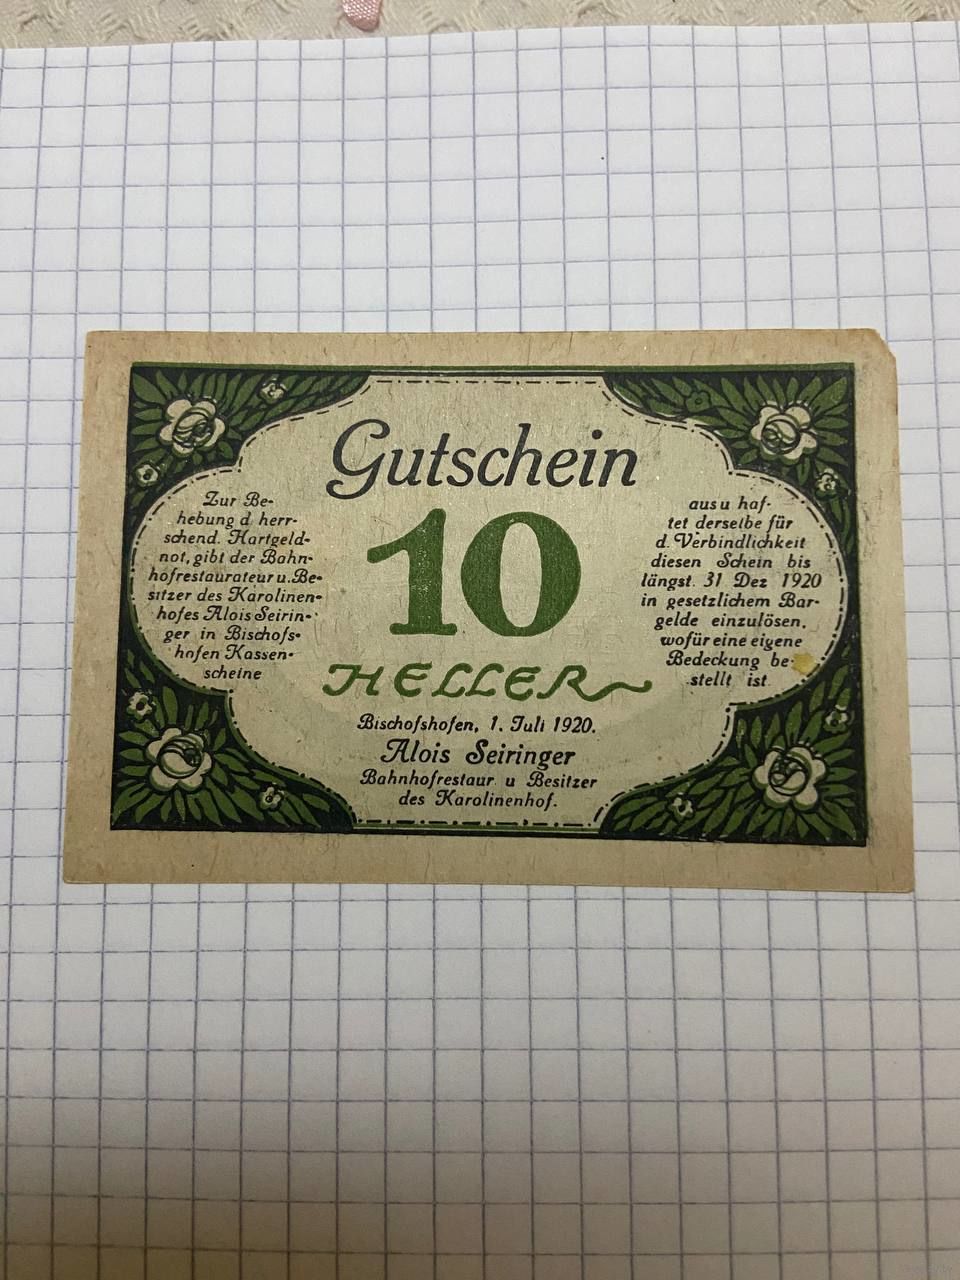 Gutschein
10
HELLER
Zur Be-
hebung d. herr-
schend. Hartgeld-
not, gibt der Bahn-
hofrestaurateur u. Be-
sitzer des Karolinen-
hofes Alois Seirin-
ger in Bischofs-
hofen Kassen-
scheine
aus u haf-
tet derselbe für
d. Verbindlichkeit
diesen Schein bis
längst. 31 Dez 1920
in gesetzlichem Bar-
gelde einzulösen,
wofür eine eigene
Bedeckung be-
stellt ist
Bischofshofen, 1. Juli 1920.
Alois Seiringer
Bahnhofrestaur. u Besitzer
des Karolinenhof.